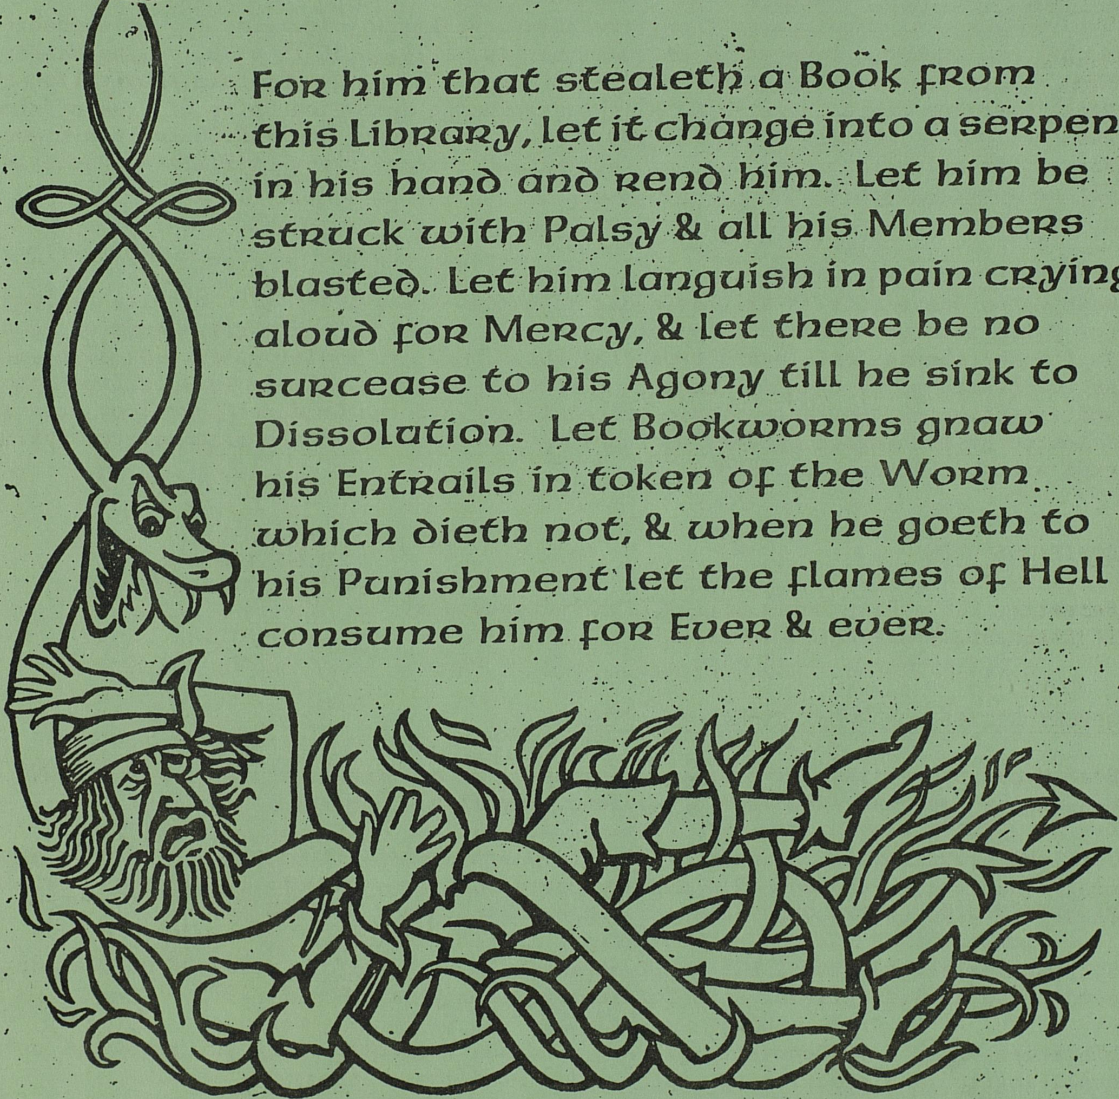 For him that stealeth a Book from
this Library, let it change into a serpen
in his hand and rend him. Let him be
struck with Palsy & all his Members
blasted. Let him languish in pain crying
aloud for Mercy, & let there be no
surcease to his Agony till he sink to
Dissolution. Let Bookworms gnaw
his Entrails in token of the Worm
which dieth not, & when he goeth to
his Punishment let the flames of Hell
consume him for Ever & ever.